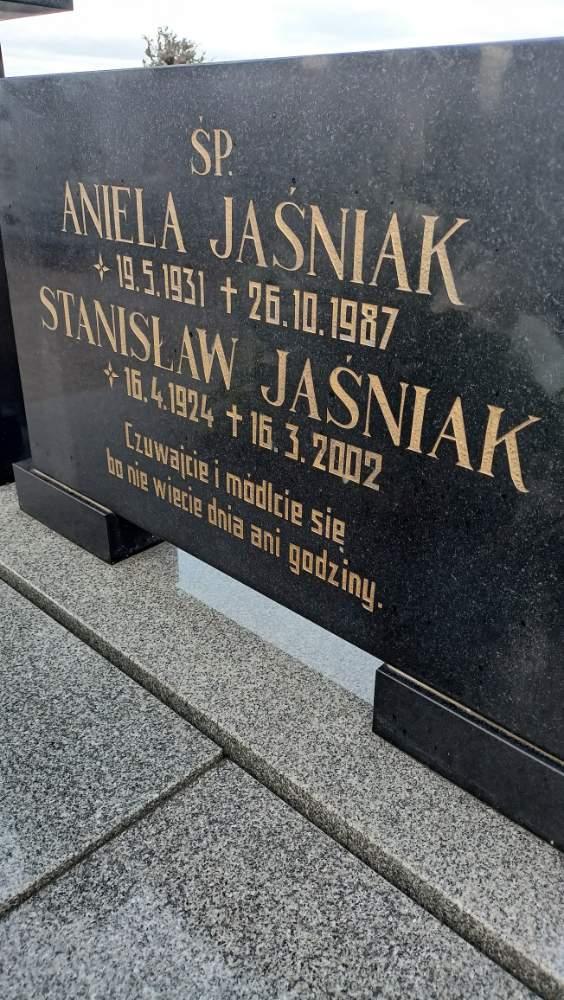 ŚP.
ANIELA JAŚNIAK
✧ 19.5.1931 ✝ 26.10.1987
STANISŁAW JAŚNIAK
✧ 16.4.1924 ✝ 16.3.2002
Czuwajcie i módlcie się
bo nie wiecie dnia ani godziny.